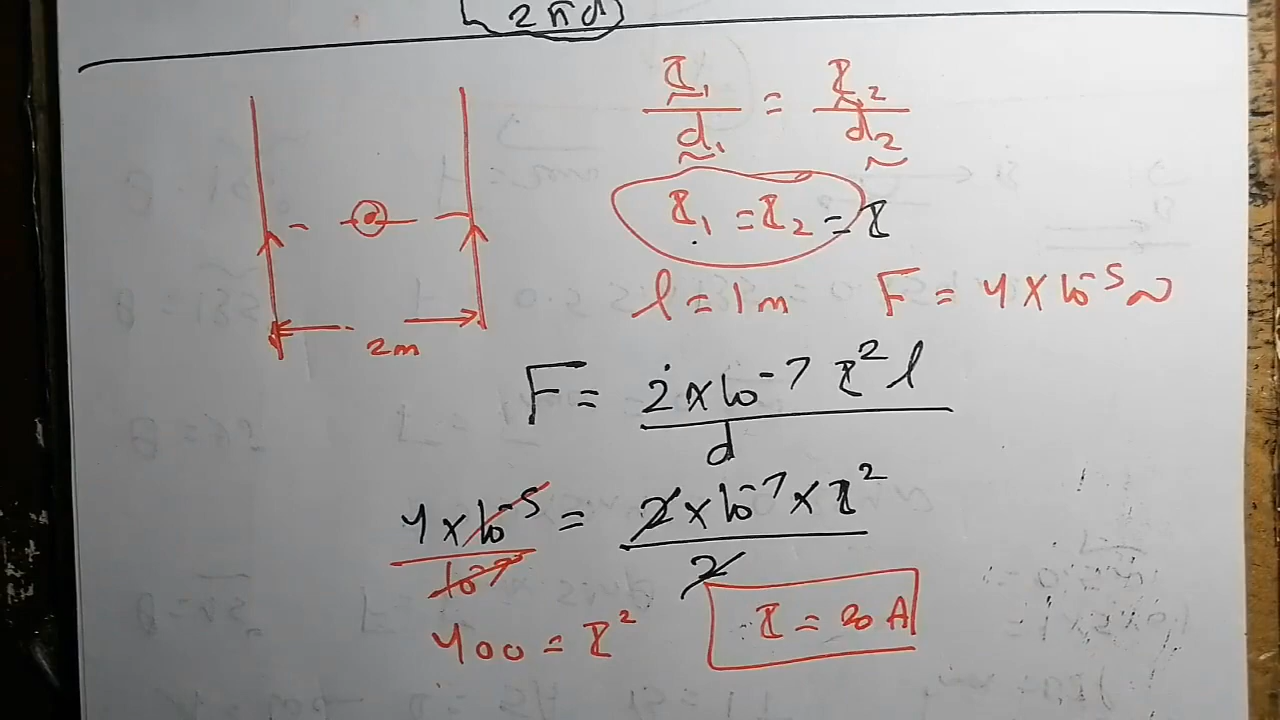 2πd
I₁/d₁ = I₂/d₂
I₁ = I₂ = I
l = 1m F = 4 × 10⁻⁵ N
2m
F = 2 × 10⁻⁷ I² l / d
4 × 10⁻⁵ / 10⁻⁷ = 2 × 10⁻⁷ × I² / 2
400 = I² I = 20 A